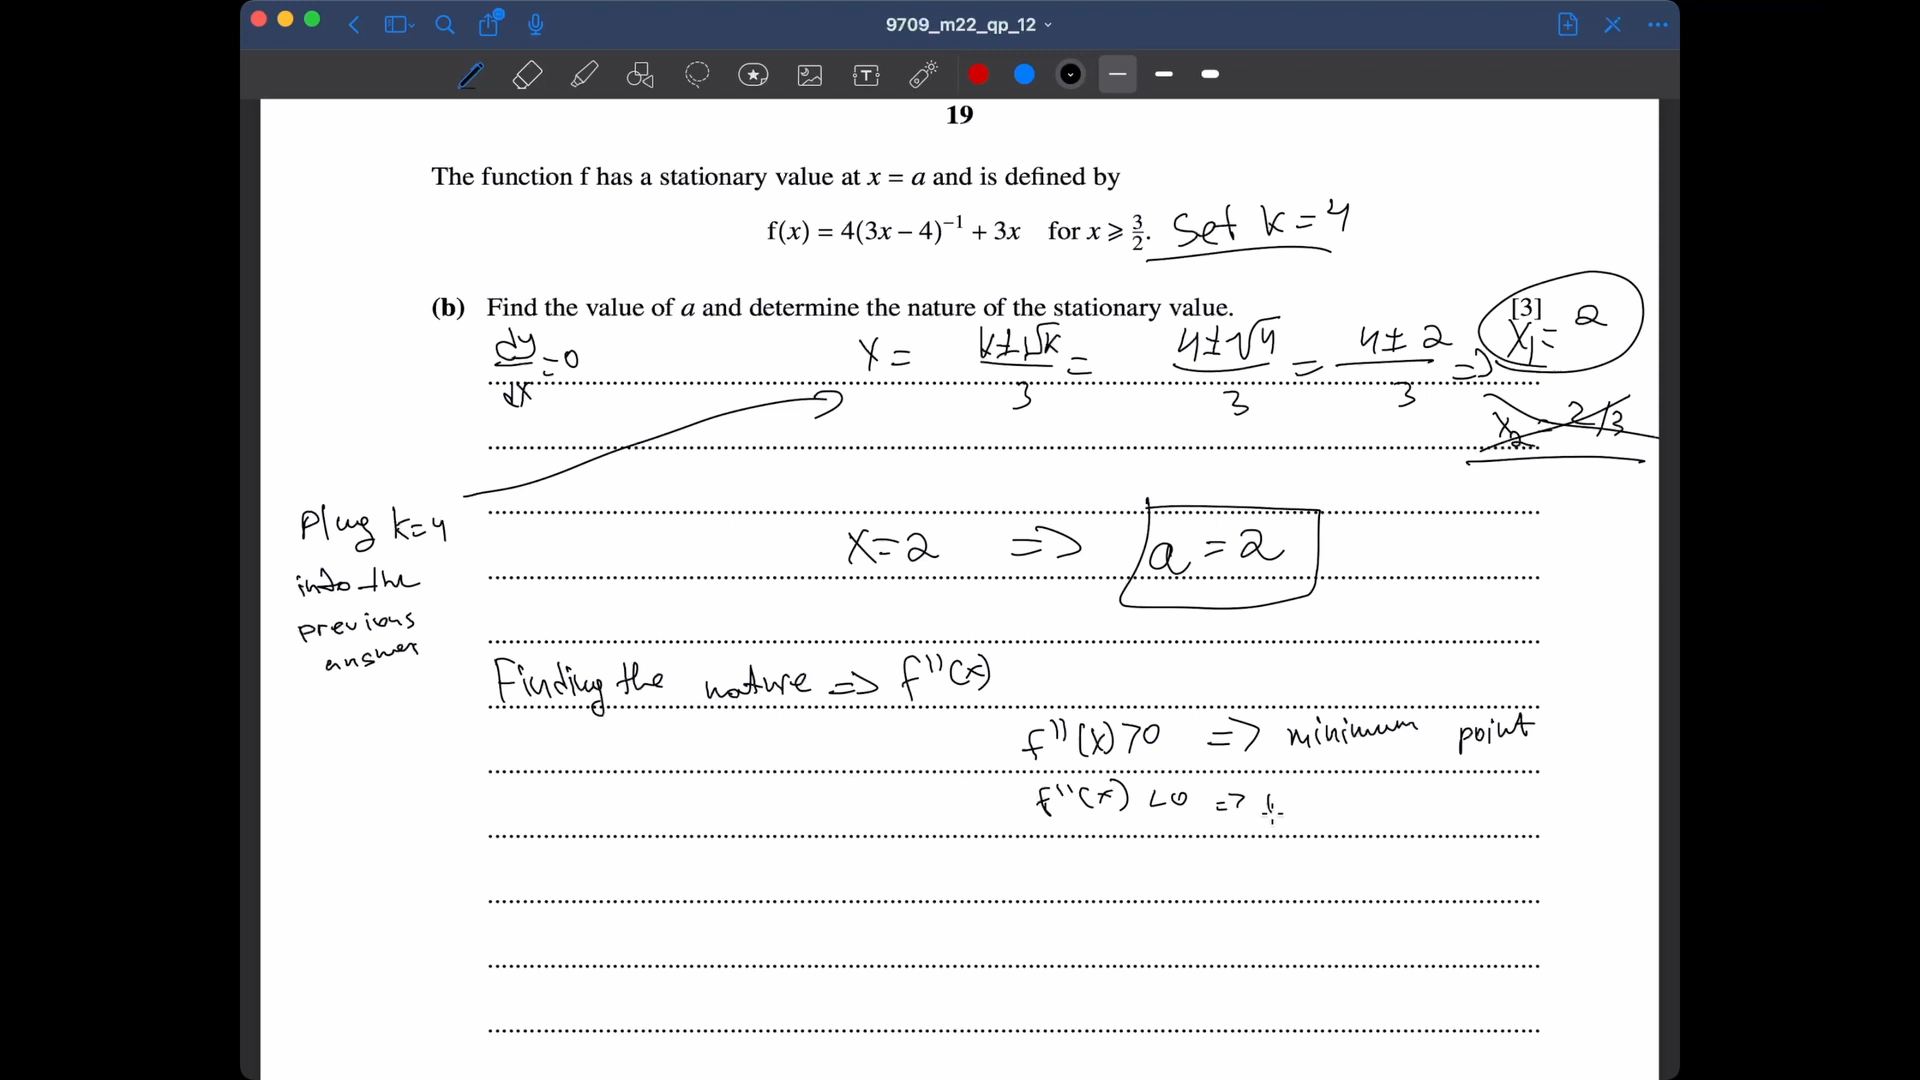 9709_m22_qp_12
19
The function f has a stationary value at x = a and is defined by
f(x) = 4(3x − 4)⁻¹ + 3x for x ⩾ 3/2. Set k = 4
(b) Find the value of a and determine the nature of the stationary value. [3]
dy/dx = 0
x = (k ± √k)/3 = (4 ± √4)/3 = (4 ± 2)/3 => x₁ = 2
x₂ = 2/3
Plug k=4
into the
previous
answer
x=2 => a = 2
Finding the nature => f''(x)
f''(x) >0 => minimum point
f''(x) <0 =>